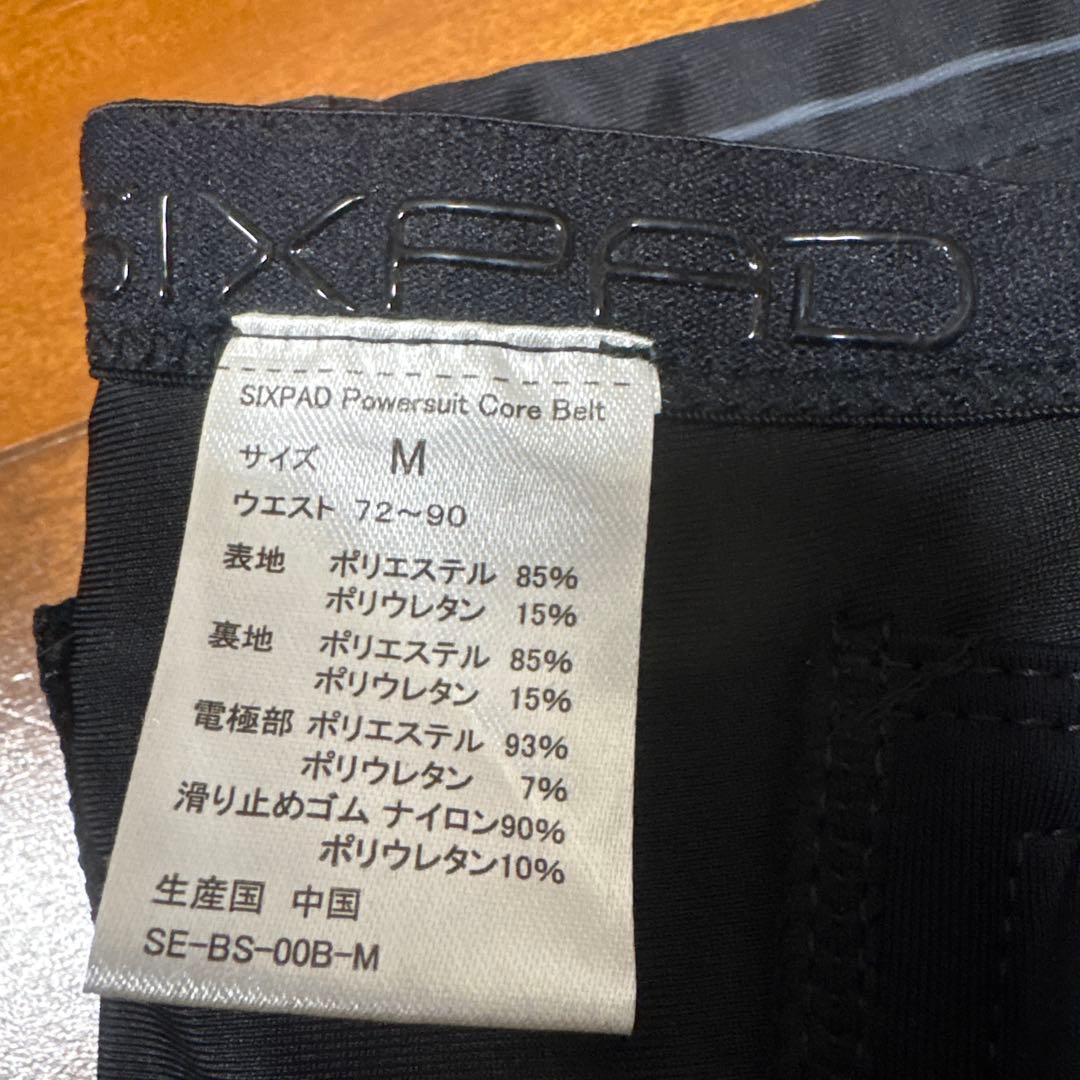 SIXPAD
SIXPAD Powersuit Core Belt
サイズ M
ウエスト 72～90
表地 ポリエステル 85%
ポリウレタン 15%
裏地 ポリエステル 85%
ポリウレタン 15%
電極部 ポリエステル 93%
ポリウレタン 7%
滑り止めゴム ナイロン90%
ポリウレタン10%
生産国 中国
SE-BS-00B-M